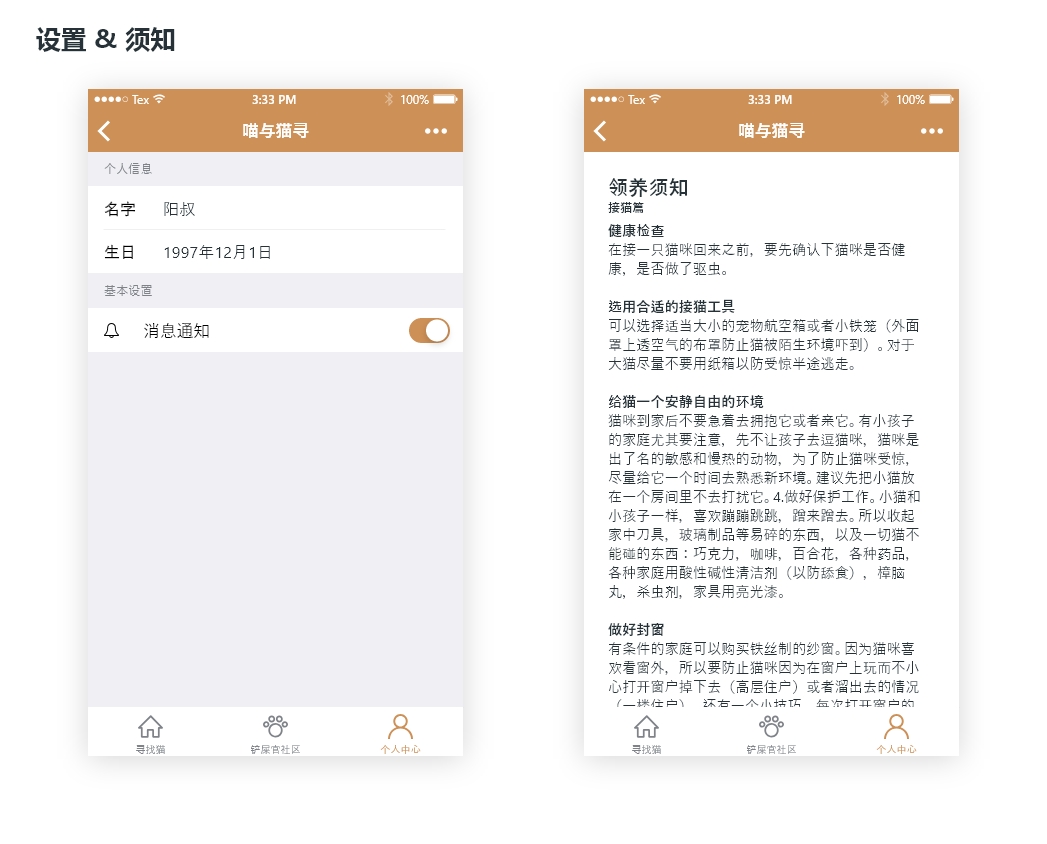 设置 & 须知
Tex 3:33 PM 100%
喵与猫寻
个人信息
名字 阳叔
生日 1997年12月1日
基本设置
消息通知
寻找猫 铲屎官社区 个人中心
Tex 3:33 PM 100%
喵与猫寻
领养须知
接猫篇
健康检查
在接一只猫咪回来之前，要先确认下猫咪是否健
康，是否做了驱虫。
选用合适的接猫工具
可以选择适当大小的宠物航空箱或者小铁笼（外面
罩上透空气的布罩防止猫被陌生环境吓到）。对于
大猫尽量不要用纸箱以防受惊半途逃走。
给猫一个安静自由的环境
猫咪到家后不要急着去拥抱它或者亲它。有小孩子
的家庭尤其要注意，先不让孩子去逗猫咪，猫咪是
出了名的敏感和慢热的动物，为了防止猫咪受惊，
尽量给它一个时间去熟悉新环境。建议先把小猫放
在一个房间里不去打扰它。4.做好保护工作。小猫和
小孩子一样，喜欢蹦蹦跳跳，蹭来蹭去。所以收起
家中刀具，玻璃制品等易碎的东西，以及一切猫不
能碰的东西：巧克力，咖啡，百合花，各种药品，
各种家庭用酸性碱性清洁剂（以防舔食），樟脑
丸，杀虫剂，家具用亮光漆。
做好封窗
有条件的家庭可以购买铁丝制的纱窗。因为猫咪喜
欢看窗外，所以要防止猫咪因为在窗户上玩而不小
心打开窗户掉下去（高层住户）或者溜出去的情况
（一楼住户）。还有一个小技巧，每次打开窗户的
寻找猫 铲屎官社区 个人中心